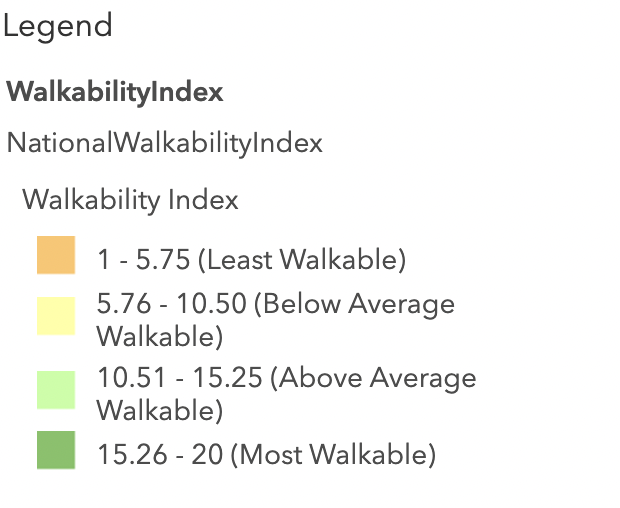 Legend
WalkabilityIndex
NationalWalkabilityIndex
Walkability Index
1 - 5.75 (Least Walkable)
5.76 - 10.50 (Below Average
Walkable)
10.51 - 15.25 (Above Average
Walkable)
15.26 - 20 (Most Walkable)